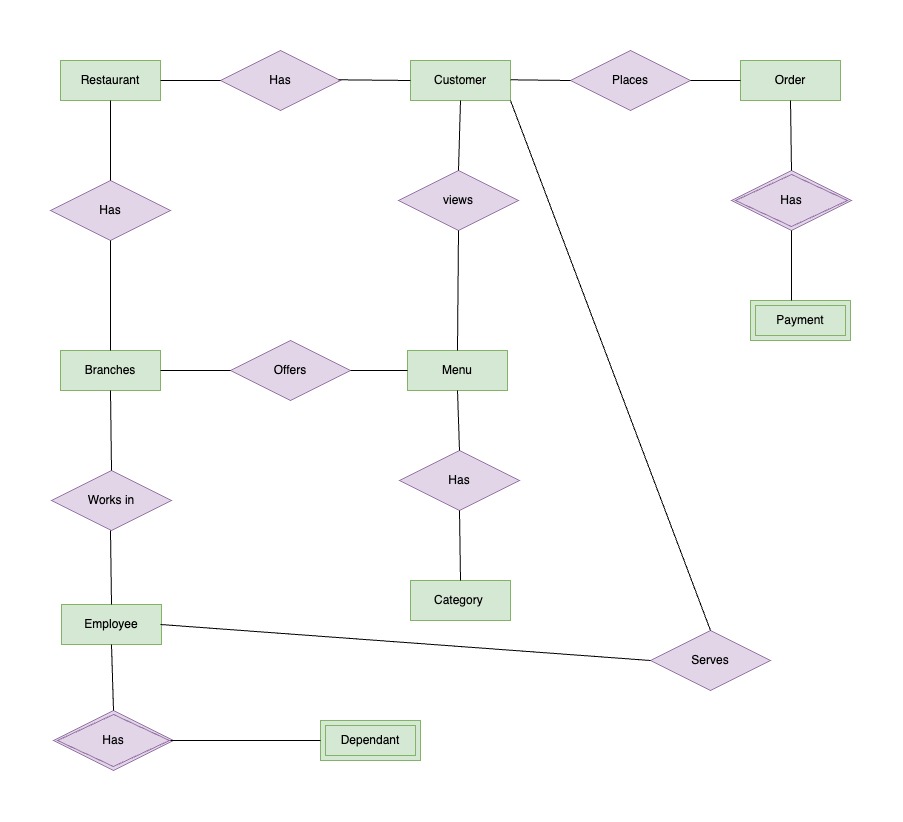 Restaurant
Has
Customer
Places
Order
Has
views
Has
Payment
Branches
Offers
Menu
Works in
Has
Category
Employee
Serves
Has
Dependant